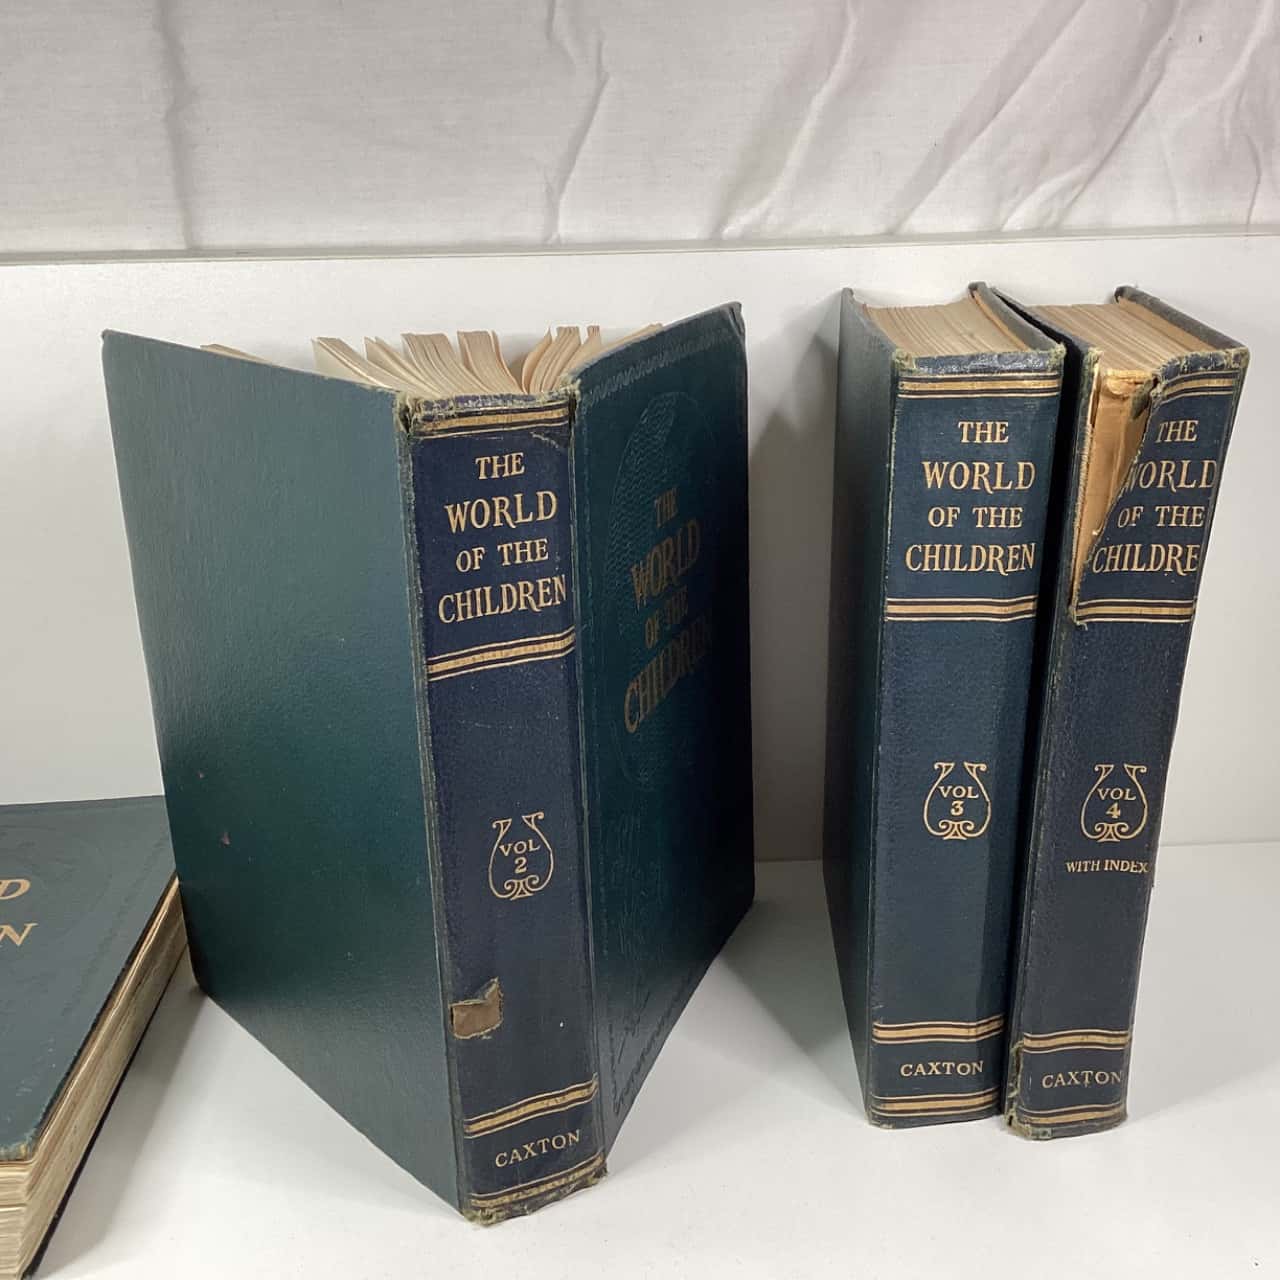 D
N
THE
WORLD
OF THE
CHILDREN
VOL
2
CAXTON
THE
WORLD
OF THE
CHILDREN
THE
WORLD
OF THE
CHILDREN
VOL
3
CAXTON
THE
WORLD
OF THE
CHILDRE
VOL
4
WITH INDEX
CAXTON